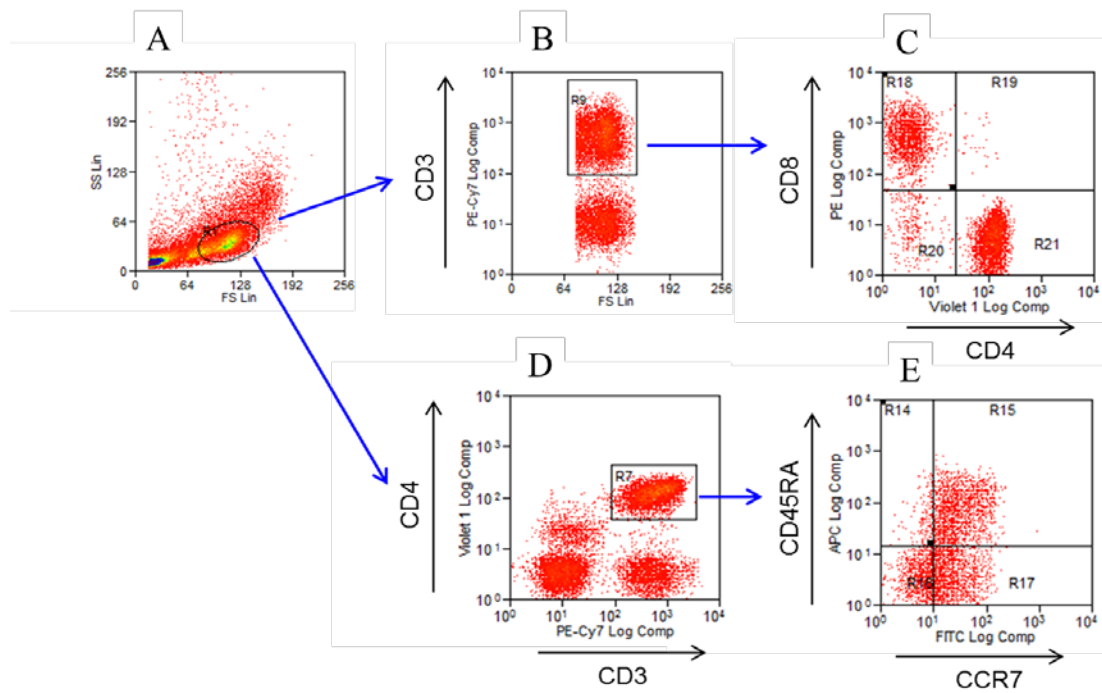 A
256
192
128
64
0
SS Lin
R1
0 64 128 192 256
FS Lin
B
CD3
PE-Cy7 Log Comp
10⁴
10³
10²
10¹
10⁰
R9
0 64 128 192 256
FS Lin
C
CD8
PE Log Comp
10⁴
10³
10²
10¹
10⁰
R18 R19
R20 R21
10⁰ 10¹ 10² 10³ 10⁴
Violet 1 Log Comp
CD4
D
CD4
Violet 1 Log Comp
10⁴
10³
10²
10¹
10⁰
R7
10⁰ 10¹ 10² 10³ 10⁴
PE-Cy7 Log Comp
CD3
E
CD45RA
APC Log Comp
10⁴
10³
10²
10¹
10⁰
R14 R15
R16 R17
10⁰ 10¹ 10² 10³ 10⁴
FITC Log Comp
CCR7